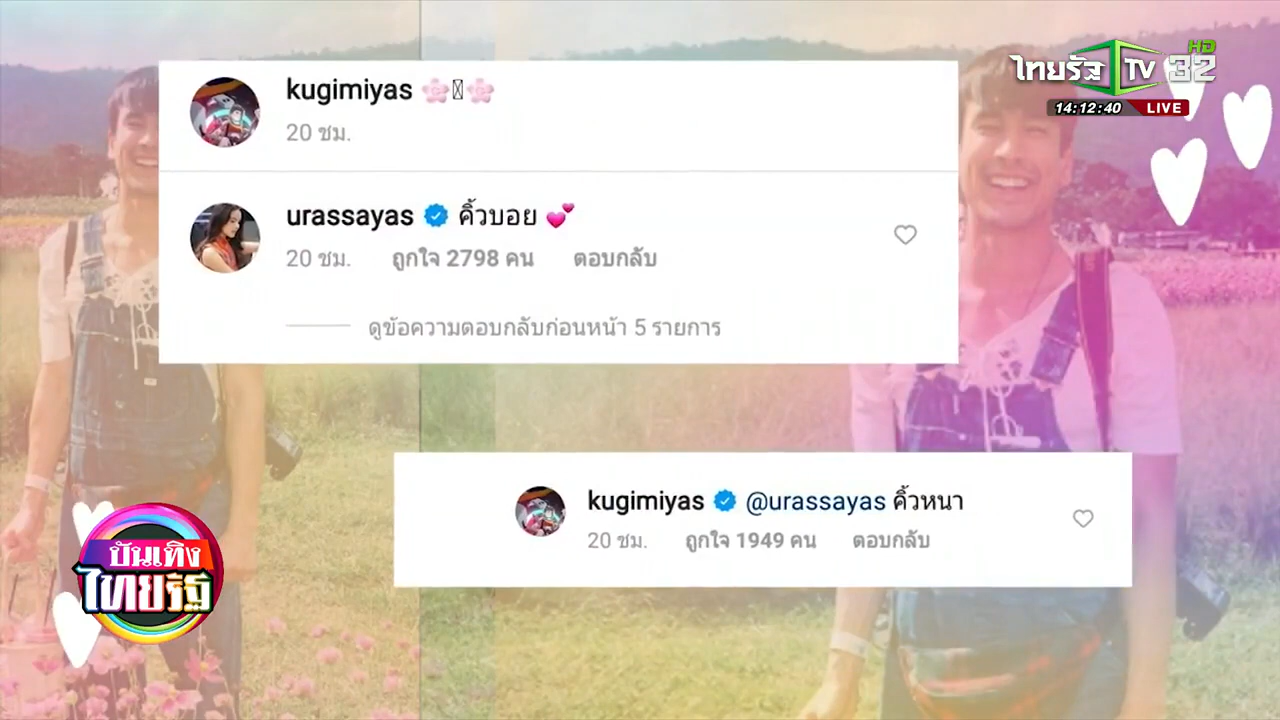 ไทยรัฐ TV HD 32
14:12:40 LIVE
kugimiyas 🌸 🌸
20 ชม.
urassayas คิ้วบอย 💕
20 ชม. ถูกใจ 2798 คน ตอบกลับ
ดูข้อความตอบกลับก่อนหน้า 5 รายการ
kugimiyas @urassayas คิ้วหนา
20 ชม. ถูกใจ 1949 คน ตอบกลับ
บันเทิง
ไทยรัฐ